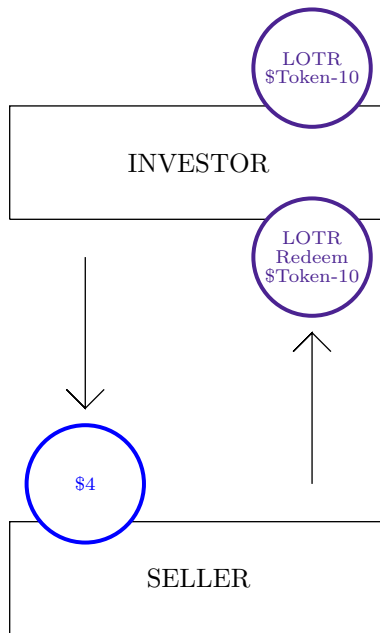 LOTR
$Token-10
INVESTOR
LOTR
Redeem
$Token-10
$4
SELLER